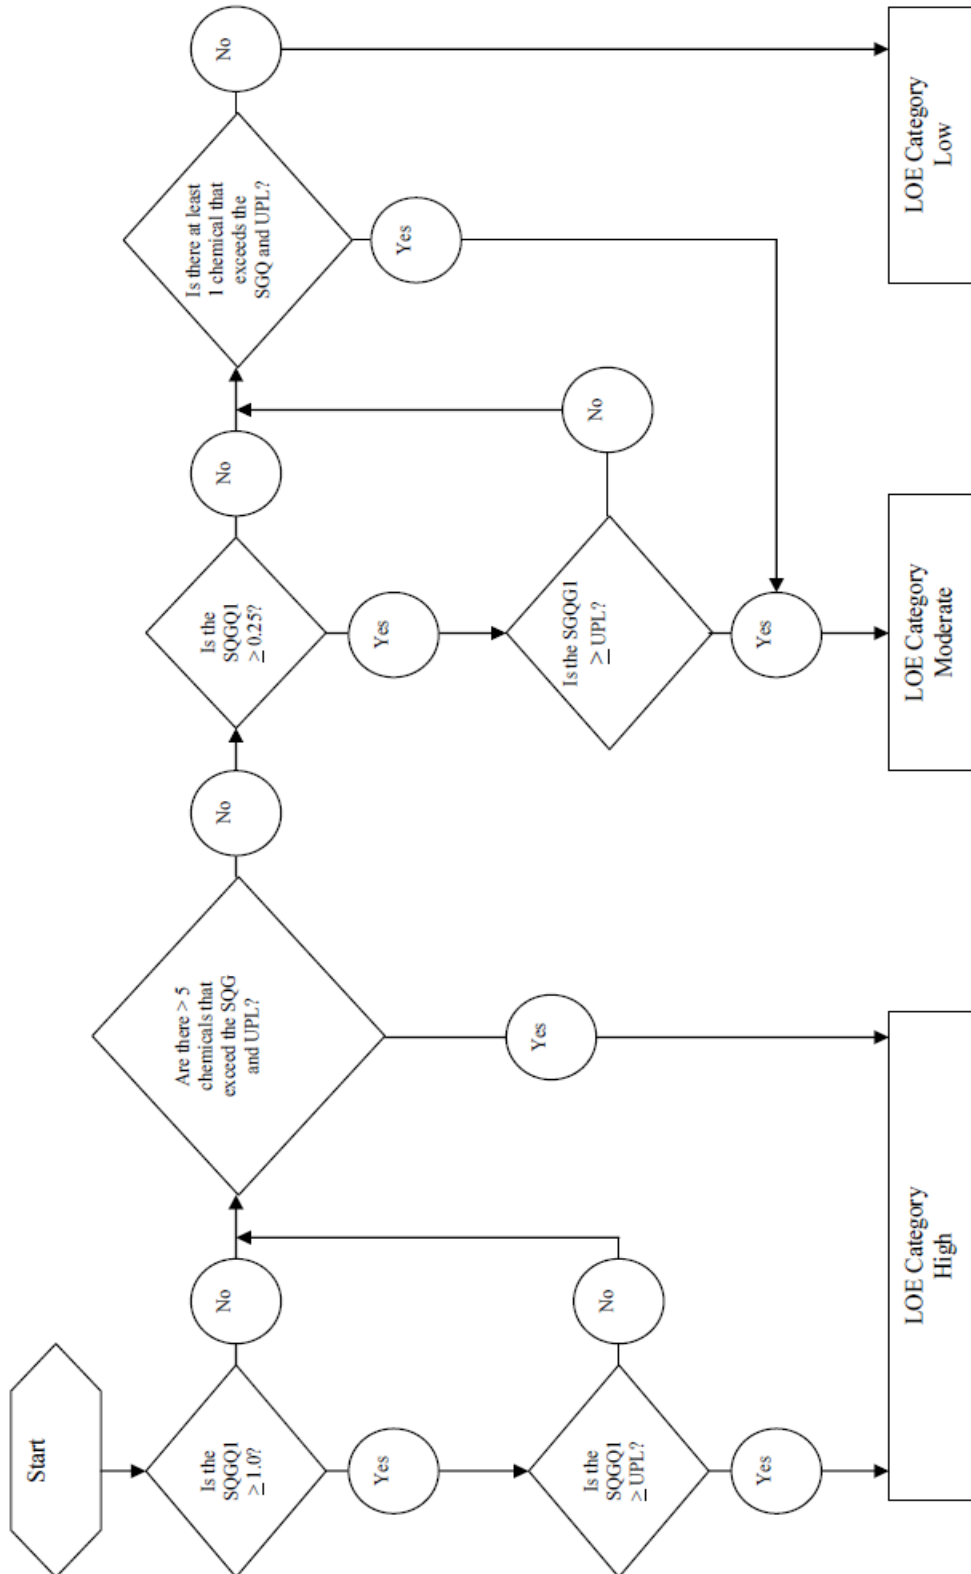 Start
Is the
SQGQ1
≥ 1.0?
No
Yes
Is the
SQGQ1
≥ UPL?
No
Yes
LOE Category
High
Are there > 5
chemicals that
exceed the SQG
and UPL?
No
Yes
Is the
SQGQ1
≥ 0.25?
No
Yes
Is the SGQG1
≥ UPL?
No
Yes
LOE Category
Moderate
Is there at least
1 chemical that
exceeds the
SGQ and UPL?
No
Yes
LOE Category
Low